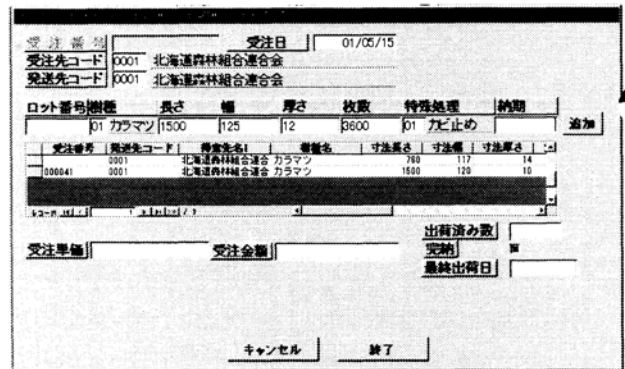 受注番号 受注日 01/05/15
受注先コード 0001 北海道森林組合連合会
発送先コード 0001 北海道森林組合連合会
ロット番号 樹種 長さ 幅 厚さ 枚数 特殊処理 納期
01 カラマツ 1500 125 12 3600 01 カビ止め 追加
受注番号 発送先コード 得意先名1 樹種名 寸法長さ 寸法幅 寸法厚さ
0001 北海道森林組合連合 カラマツ 760 117 14
000041 0001 北海道森林組合連合 カラマツ 1500 120 10
レコード 1
出荷済み数
受注単価 受注金額 完納
最終出荷日
キャンセル 終了